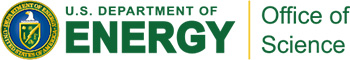 U.S. DEPARTMENT OF
ENERGY
Office of
Science